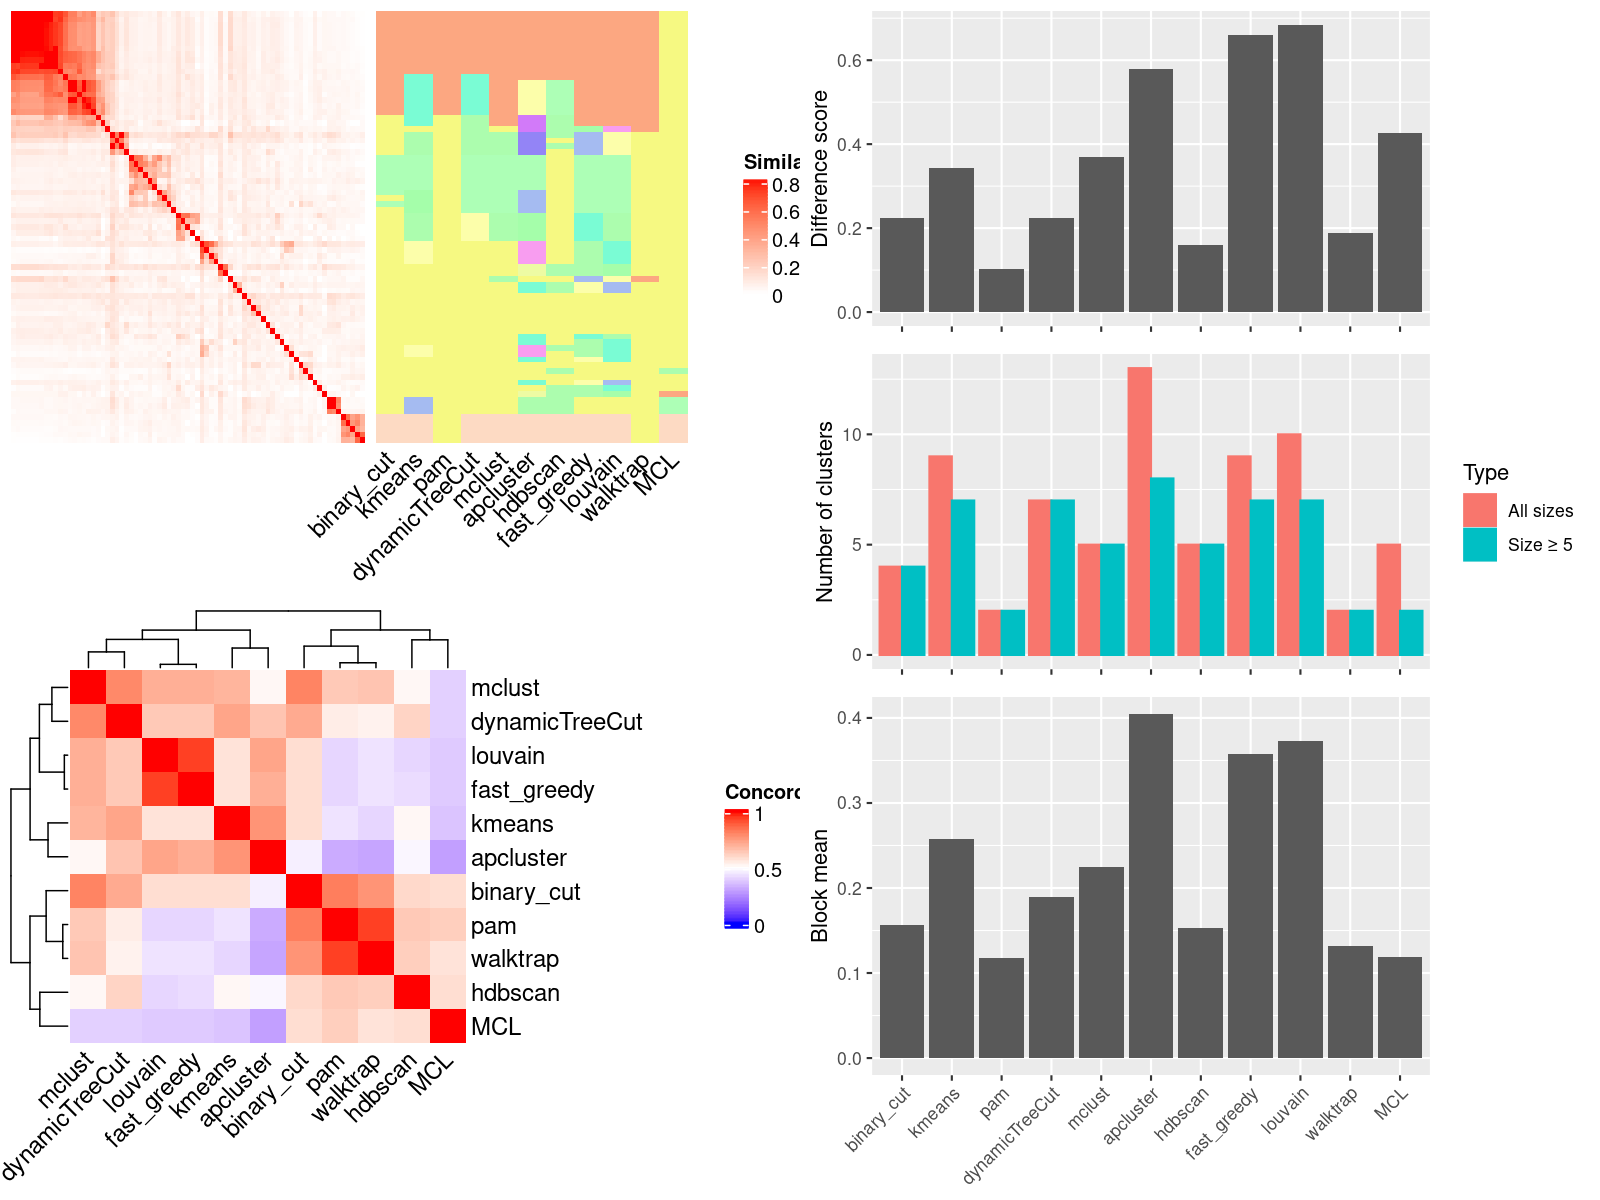 Simila
0.8
0.6
0.4
0.2
0
binary_cut
kmeans
pam
dynamicTreeCut
mclust
apcluster
hdbscan
fast_greedy
louvain
walktrap
MCL
mclust
dynamicTreeCut
louvain
fast_greedy
kmeans
apcluster
binary_cut
pam
walktrap
hdbscan
MCL
mclust
dynamicTreeCut
louvain
fast_greedy
kmeans
apcluster
binary_cut
pam
walktrap
hdbscan
MCL
Concord
1
0.5
0
Difference score
0.6
0.4
0.2
0.0
Number of clusters
10
5
0
Type
All sizes
Size ≥ 5
Block mean
0.4
0.3
0.2
0.1
0.0
binary_cut
kmeans
pam
dynamicTreeCut
mclust
apcluster
hdbscan
fast_greedy
louvain
walktrap
MCL